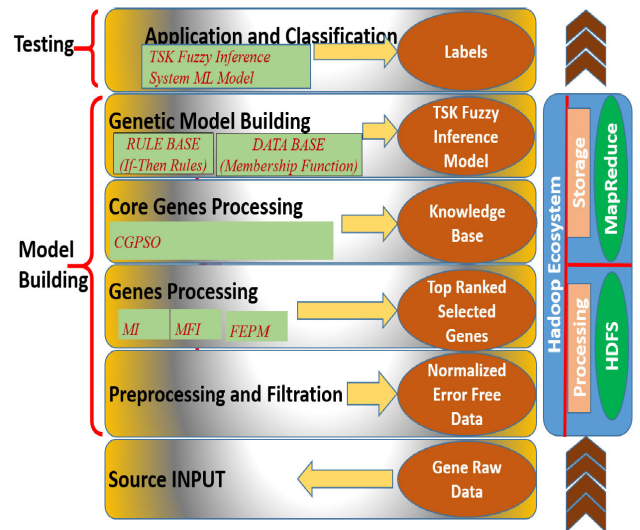 Testing
Application and Classification
TSK Fuzzy Inference
System ML Model
Labels
Model
Building
Genetic Model Building
RULE BASE
(If-Then Rules)
DATA BASE
(Membership Function)
TSK Fuzzy
Inference
Model
Core Genes Processing
CGPSO
Knowledge
Base
Genes Processing
MI
MFI
FEPM
Top Ranked
Selected
Genes
Preprocessing and Filtration
Normalized
Error Free
Data
Source INPUT
Gene Raw
Data
Hadoop Ecosystem
Storage
MapReduce
Processing
HDFS